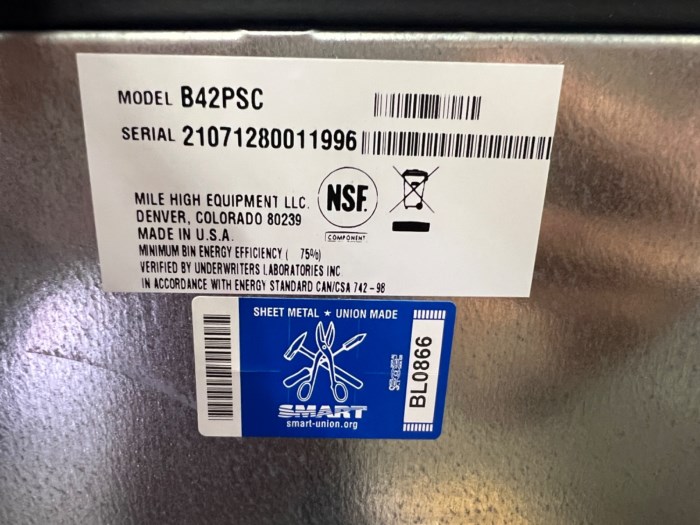 MODEL B42PSC
SERIAL 21071280011996
MILE HIGH EQUIPMENT LLC.
DENVER, COLORADO 80239
MADE IN U.S.A.
NSF.
COMPONENT
MINIMUM BIN ENERGY EFFICIENCY ( 75%)
VERIFIED BY UNDERWRITERS LABORATORIES INC
IN ACCORDANCE WITH ENERGY STANDARD CAN/CSA 742-98
SHEET METAL ★ UNION MADE
SMART
smart-union.org
BL0866